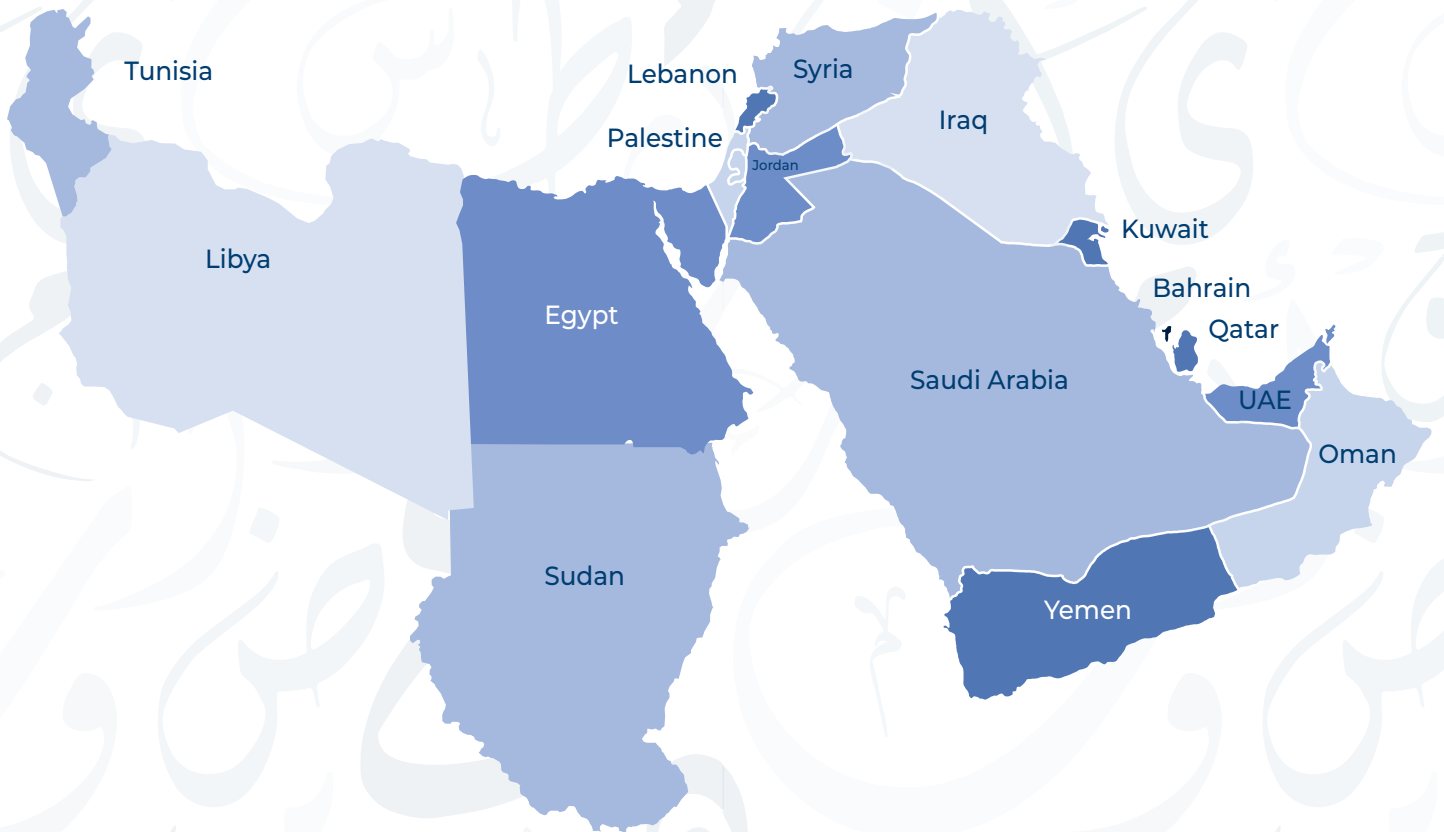 Tunisia
Lebanon
Syria
Iraq
Palestine
Jordan
Libya
Kuwait
Egypt
Bahrain
Qatar
Saudi Arabia
UAE
Oman
Sudan
Yemen